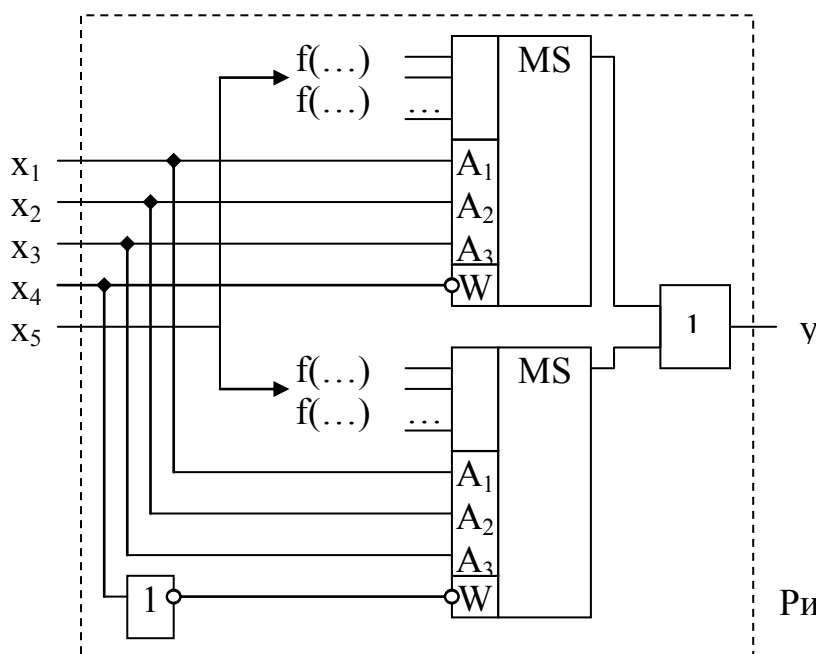 f(…)
f(…)
…
MS
x₁
x₂
x₃
x₄
x₅
A₁
A₂
A₃
W
1
y
f(…)
f(…)
…
MS
A₁
A₂
A₃
W
1
Ри